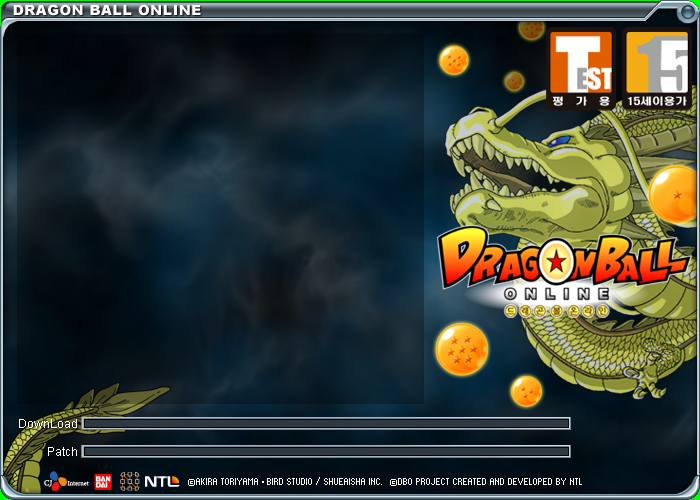 DRAGON BALL ONLINE
TEST 15
평가용 15세이용가
DRAGON BALL
ONLINE
드래곤볼온라인
DownLoad
Patch
CJ Internet BANDAI NTL ©AKIRA TORIYAMA • BIRD STUDIO / SHUEAISHA INC. ©DBO PROJECT CREATED AND DEVELOPED BY NTL